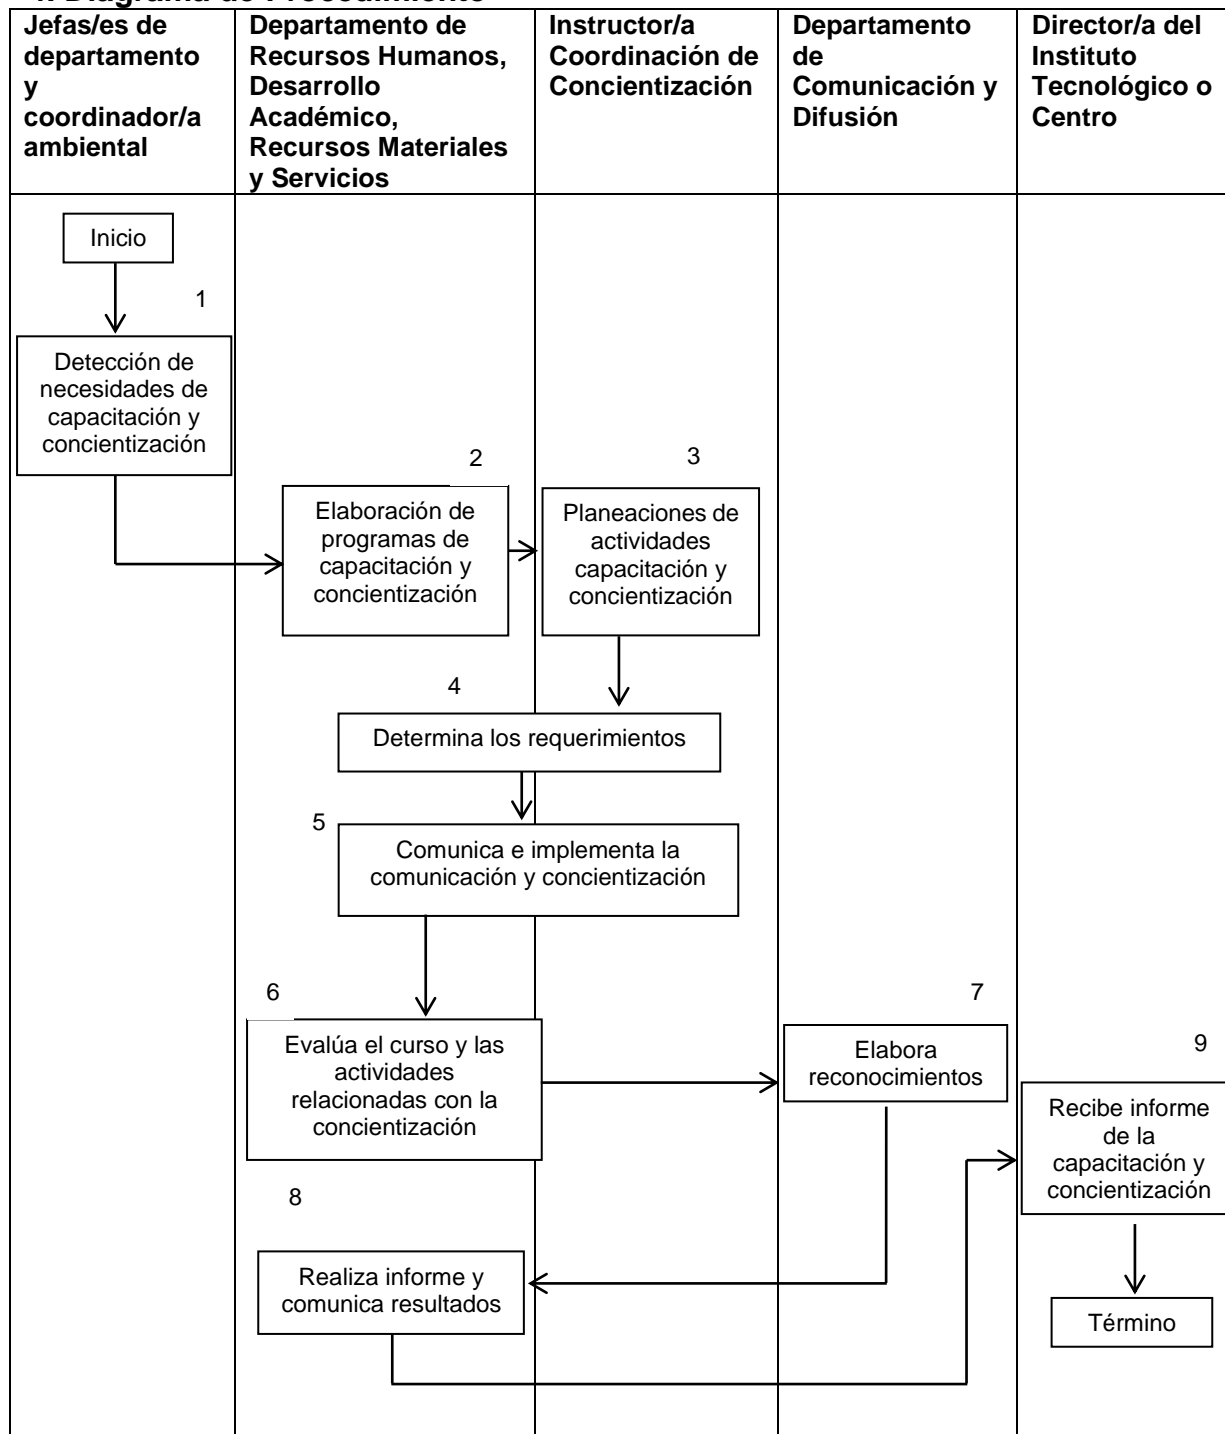 4. Diagrama de Procedimiento
Jefas/es de
departamento
y
coordinador/a
ambiental
Departamento de
Recursos Humanos,
Desarrollo
Académico,
Recursos Materiales
y Servicios
Instructor/a
Coordinación de
Concientización
Departamento
de
Comunicación y
Difusión
Director/a del
Instituto
Tecnológico o
Centro
Inicio
1
Detección de
necesidades de
capacitación y
concientización
2
Elaboración de
programas de
capacitación y
concientización
3
Planeaciones de
actividades
capacitación y
concientización
4
Determina los requerimientos
5
Comunica e implementa la
comunicación y concientización
6
Evalúa el curso y las
actividades
relacionadas con la
concientización
7
Elabora
reconocimientos
8
Realiza informe y
comunica resultados
9
Recibe informe
de la
capacitación y
concientización
Término